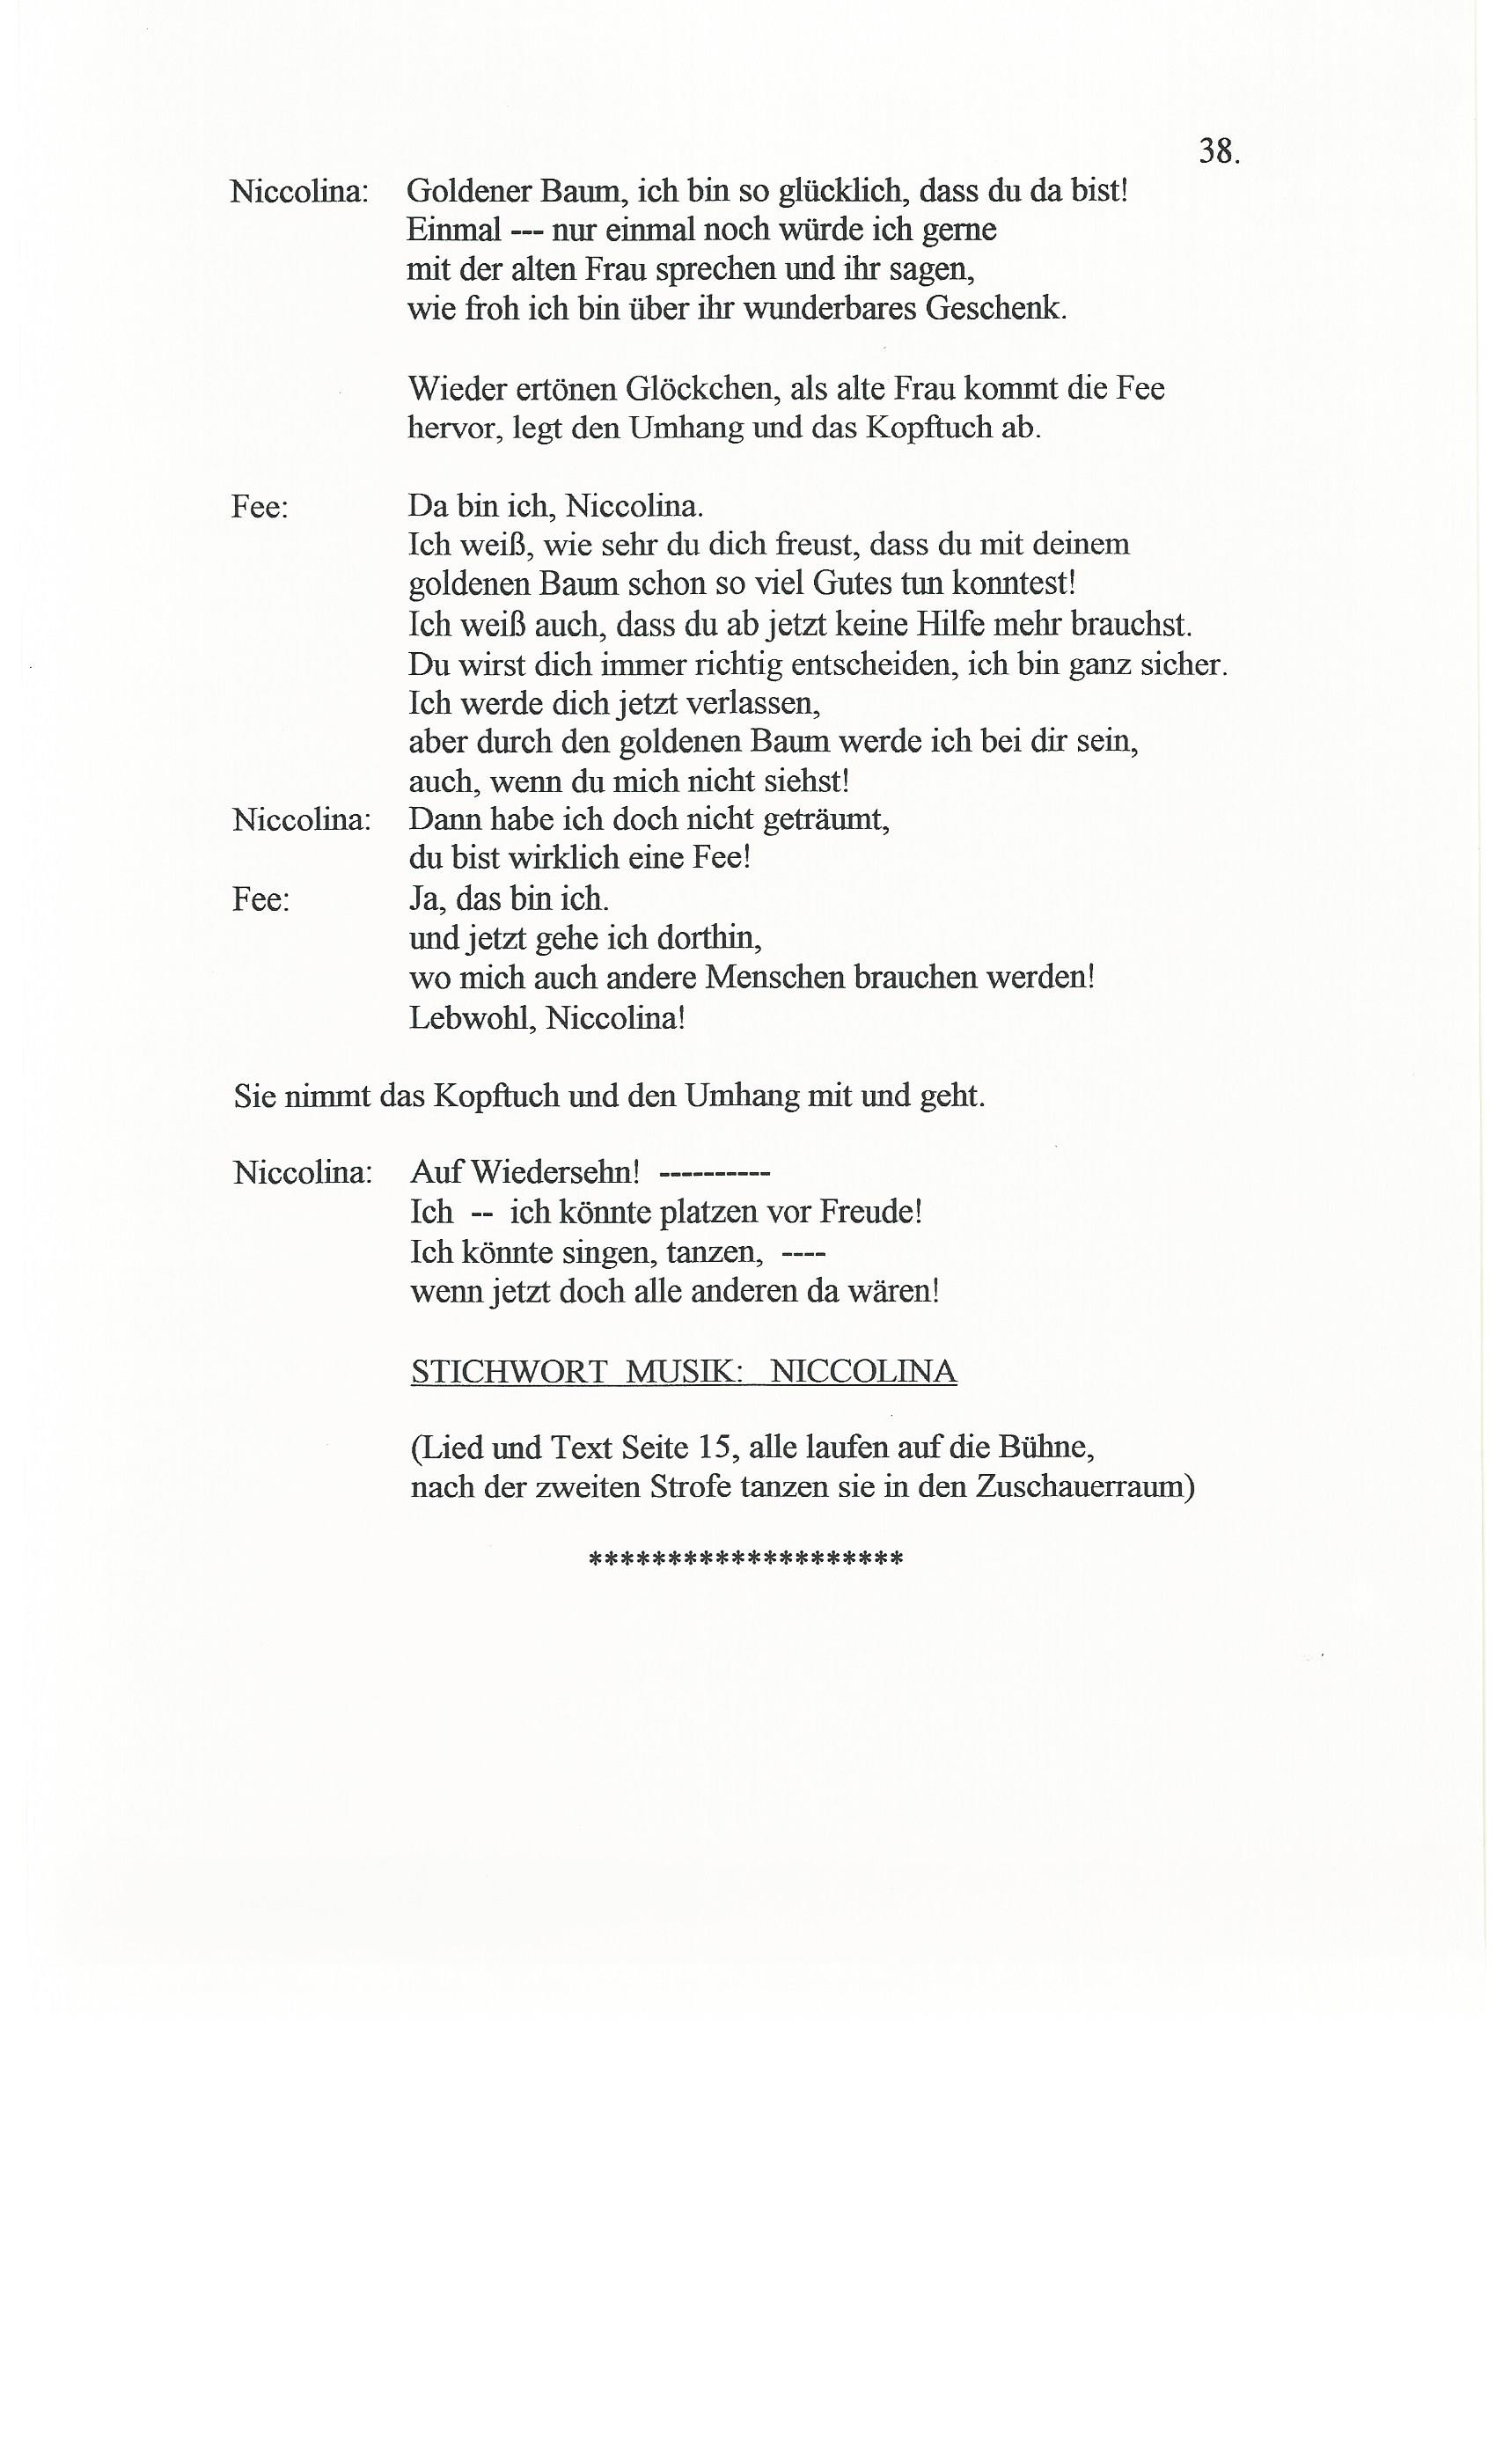 38.
Niccolina: Goldener Baum, ich bin so glücklich, dass du da bist!
Einmal --- nur einmal noch würde ich gerne
mit der alten Frau sprechen und ihr sagen,
wie froh ich bin über ihr wunderbares Geschenk.
Wieder ertönen Glöckchen, als alte Frau kommt die Fee
hervor, legt den Umhang und das Kopftuch ab.
Fee: Da bin ich, Niccolina.
Ich weiß, wie sehr du dich freust, dass du mit deinem
goldenen Baum schon so viel Gutes tun konntest!
Ich weiß auch, dass du ab jetzt keine Hilfe mehr brauchst.
Du wirst dich immer richtig entscheiden, ich bin ganz sicher.
Ich werde dich jetzt verlassen,
aber durch den goldenen Baum werde ich bei dir sein,
auch, wenn du mich nicht siehst!
Niccolina: Dann habe ich doch nicht geträumt,
du bist wirklich eine Fee!
Fee: Ja, das bin ich.
und jetzt gehe ich dorthin,
wo mich auch andere Menschen brauchen werden!
Lebwohl, Niccolina!
Sie nimmt das Kopftuch und den Umhang mit und geht.
Niccolina: Auf Wiedersehn! ----------
Ich -- ich könnte platzen vor Freude!
Ich könnte singen, tanzen, ----
wenn jetzt doch alle anderen da wären!
STICHWORT MUSIK: NICCOLINA
(Lied und Text Seite 15, alle laufen auf die Bühne,
nach der zweiten Strofe tanzen sie in den Zuschauerraum)
********************